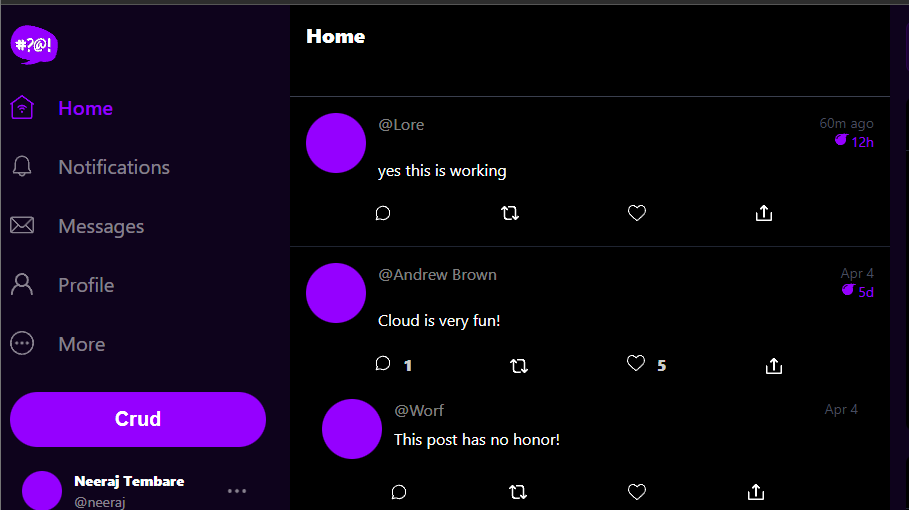 #?@!
Home
Notifications
Messages
Profile
More
Crud
Neeraj Tembare
@neeraj
Home
@Lore
60m ago
12h
yes this is working
@Andrew Brown
Apr 4
5d
Cloud is very fun!
1
5
@Worf
Apr 4
This post has no honor!